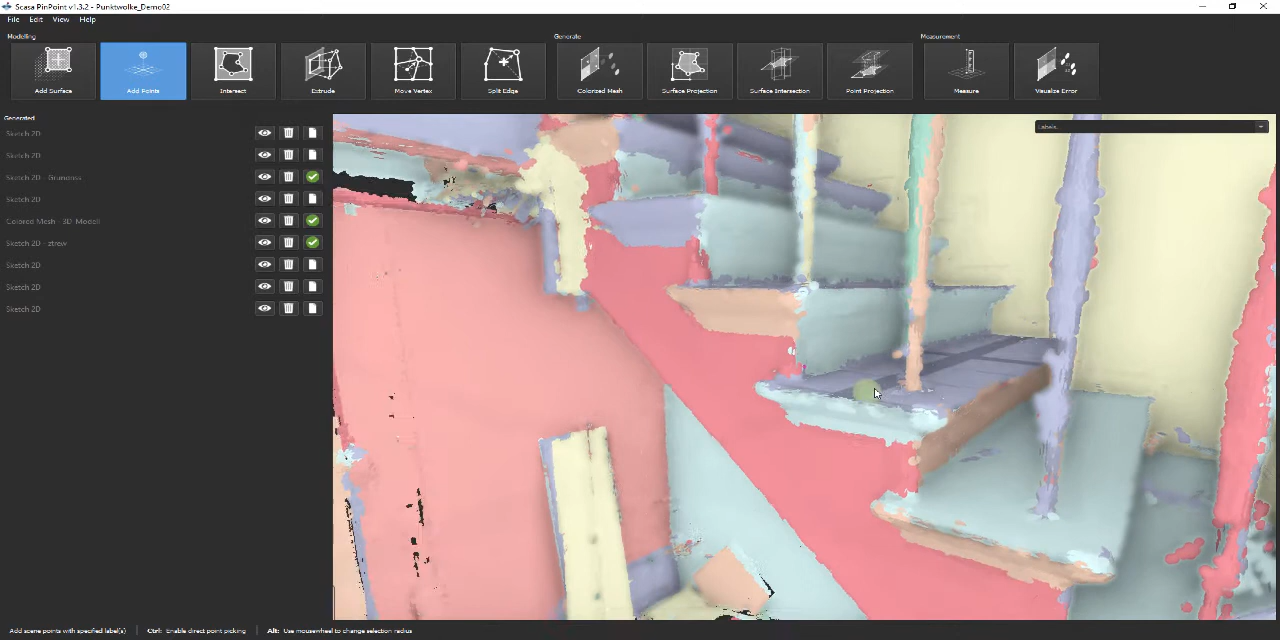 Scasa PinPoint v1.3.2 - Punktwolke_Demo02
File Edit View Help
Modelling
Generate
Measurement
Add Surface
Add Points
Intersect
Extrude
Move Vertex
Split Edge
Colorized Mesh
Surface Projection
Surface Intersection
Point Projection
Measure
Visualize Error
Generated
Labels...
Sketch 2D
Sketch 2D
Sketch 2D - Grundriss
Sketch 2D
Colored Mesh - 3D Modell
Sketch 2D - ztrew
Sketch 2D
Sketch 2D
Sketch 2D
Add scene points with specified label(s) | Ctrl: Enable direct point picking | Alt: Use mousewheel to change selection radius